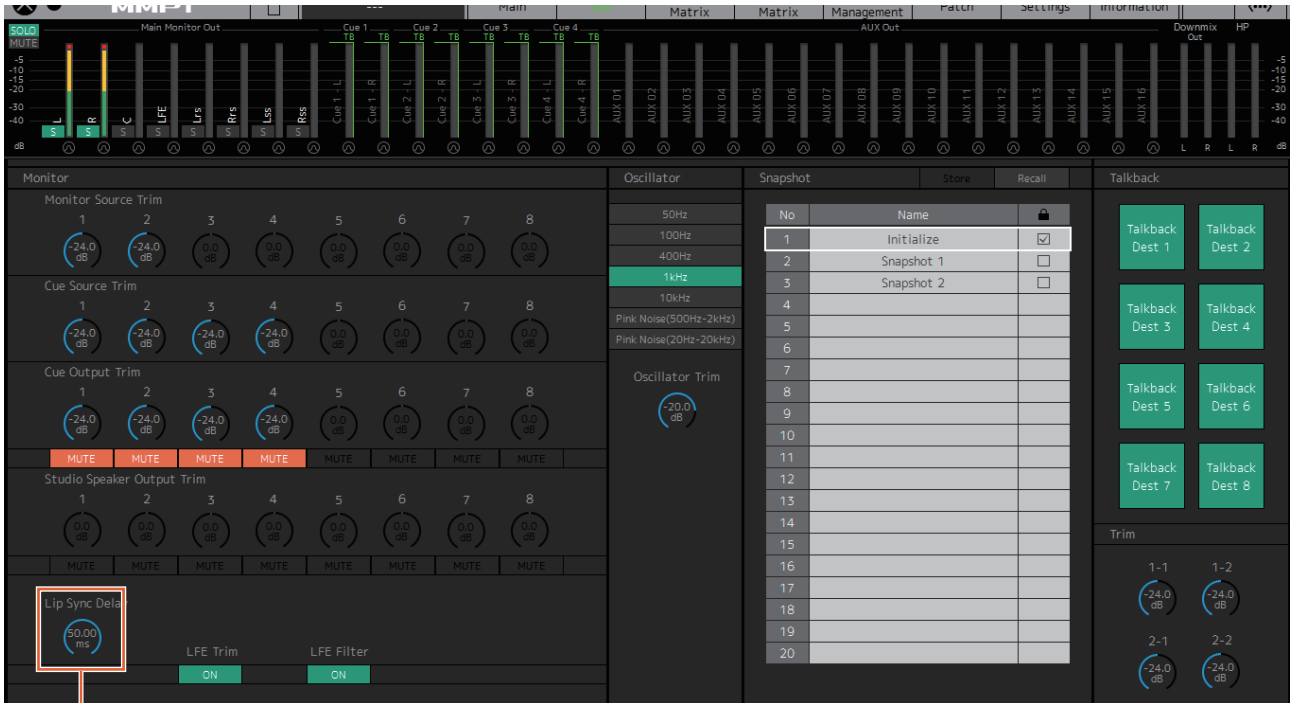 MMP1 --- Main Matrix Matrix Management Patch Settings Information
SOLO Main Monitor Out Cue 1 Cue 2 Cue 3 Cue 4 AUX Out Downmix Out HP
MUTE TB TB TB TB TB TB TB TB
-5 -5
-10 -10
-15 -15
-20 -20
-30 -30
-40 -40
L R C LFE Lrs Rrs Lss Rss Cue 1 - L Cue 1 - R Cue 2 - L Cue 2 - R Cue 3 - L Cue 3 - R Cue 4 - L Cue 4 - R AUX 01 AUX 02 AUX 03 AUX 04 AUX 05 AUX 06 AUX 07 AUX 08 AUX 09 AUX 10 AUX 11 AUX 12 AUX 13 AUX 14 AUX 15 AUX 16
S S S S S S S S
dB L R L R dB
Monitor
Monitor Source Trim
1 2 3 4 5 6 7 8
-24.0 dB -24.0 dB 0.0 dB 0.0 dB 0.0 dB 0.0 dB 0.0 dB 0.0 dB
Cue Source Trim
1 2 3 4 5 6 7 8
-24.0 dB -24.0 dB -24.0 dB -24.0 dB 0.0 dB 0.0 dB 0.0 dB 0.0 dB
Cue Output Trim
1 2 3 4 5 6 7 8
-24.0 dB -24.0 dB -24.0 dB -24.0 dB 0.0 dB 0.0 dB 0.0 dB 0.0 dB
MUTE MUTE MUTE MUTE MUTE MUTE MUTE MUTE
Studio Speaker Output Trim
1 2 3 4 5 6 7 8
0.0 dB 0.0 dB 0.0 dB 0.0 dB 0.0 dB 0.0 dB 0.0 dB 0.0 dB
MUTE MUTE MUTE MUTE MUTE MUTE MUTE MUTE
Lip Sync Delay
50.00 ms
LFE Trim LFE Filter
ON ON
Oscillator
50Hz
100Hz
400Hz
1kHz
10kHz
Pink Noise(500Hz-2kHz)
Pink Noise(20Hz-20kHz)
Oscillator Trim
-20.0 dB
Snapshot Store Recall
No Name
1 Initialize
2 Snapshot 1
3 Snapshot 2
4
5
6
7
8
9
10
11
12
13
14
15
16
17
18
19
20
Talkback
Talkback Dest 1 Talkback Dest 2
Talkback Dest 3 Talkback Dest 4
Talkback Dest 5 Talkback Dest 6
Talkback Dest 7 Talkback Dest 8
Trim
1-1 1-2
-24.0 dB -24.0 dB
2-1 2-2
-24.0 dB -24.0 dB